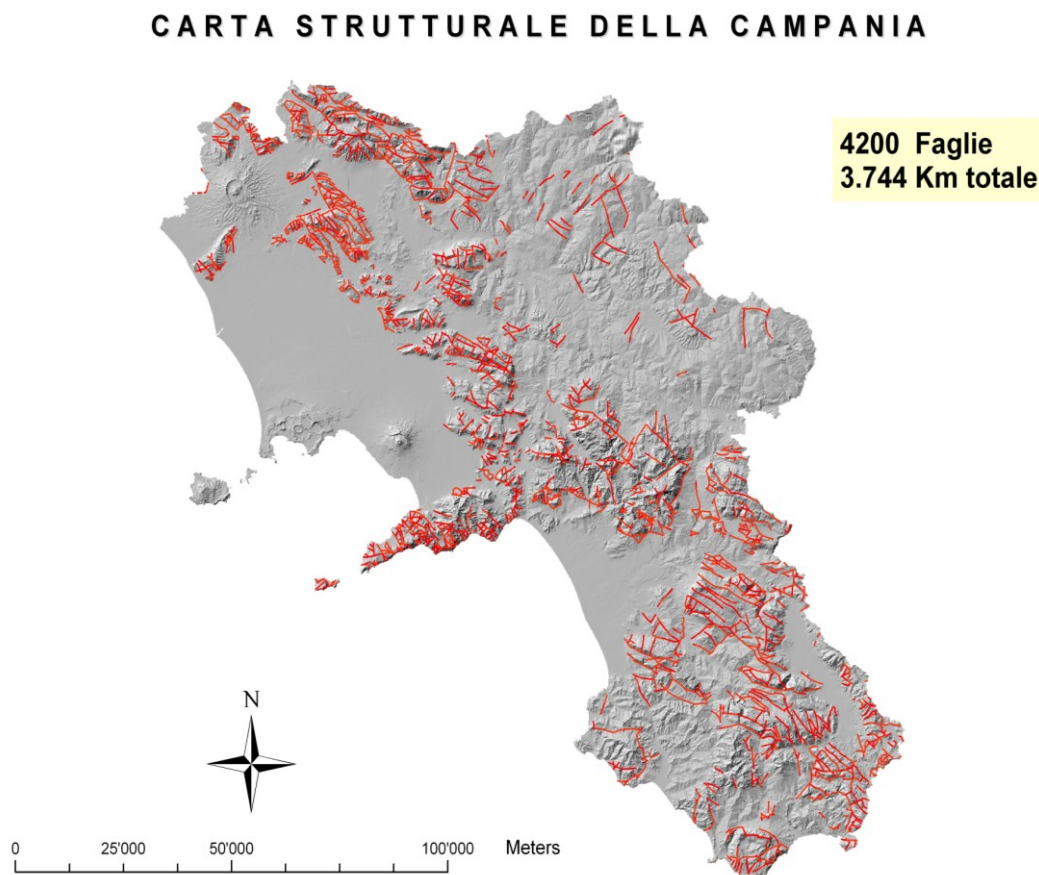 CARTA STRUTTURALE DELLA CAMPANIA
4200 Faglie
3.744 Km totale
N
0 25'000 50'000 100'000 Meters